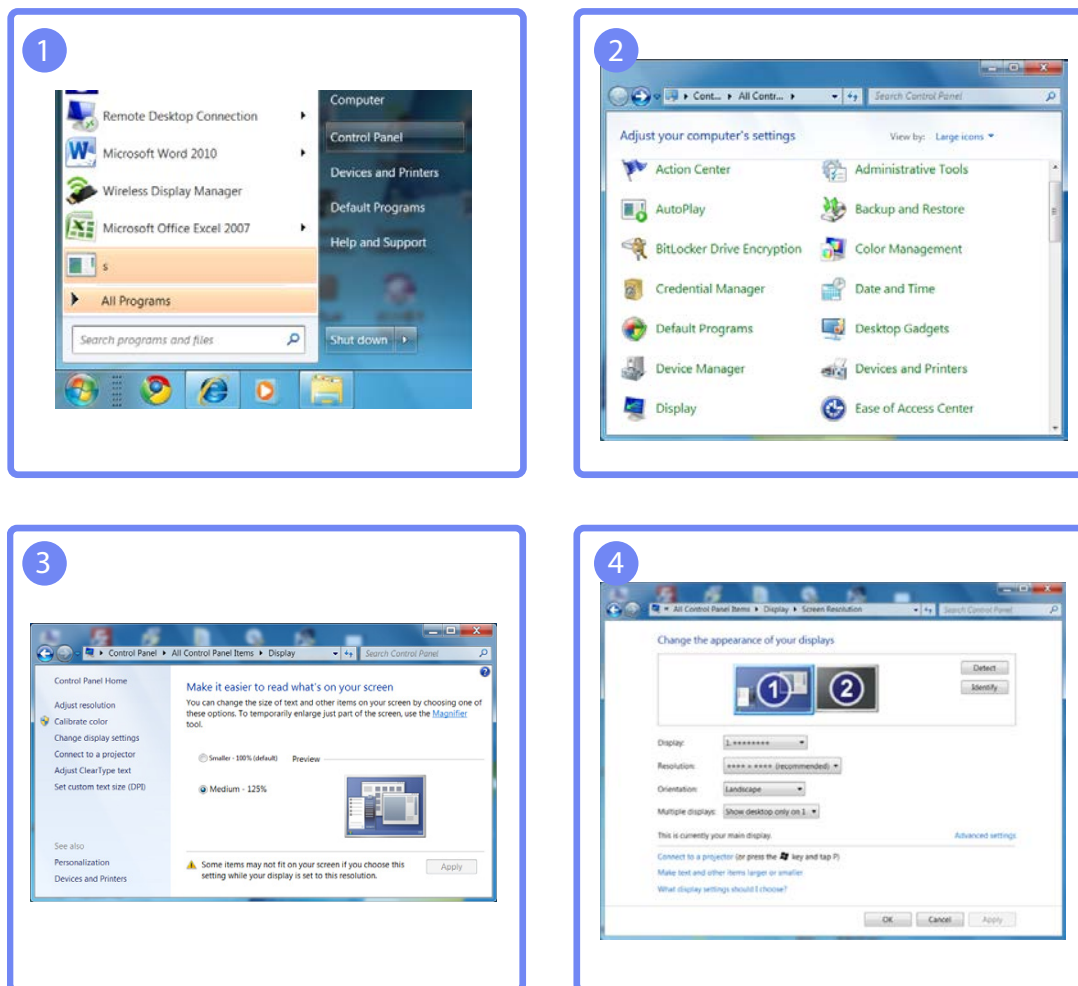 1
Remote Desktop Connection
Microsoft Word 2010
Wireless Display Manager
Microsoft Office Excel 2007
s
All Programs
Search programs and files
Computer
Control Panel
Devices and Printers
Default Programs
Help and Support
Shut down
2
Cont... All Contr...
Search Control Panel
Adjust your computer's settings
View by: Large icons
Action Center
Administrative Tools
AutoPlay
Backup and Restore
BitLocker Drive Encryption
Color Management
Credential Manager
Date and Time
Default Programs
Desktop Gadgets
Device Manager
Devices and Printers
Display
Ease of Access Center
3
Control Panel All Control Panel Items Display
Search Control Panel
Control Panel Home
Adjust resolution
Calibrate color
Change display settings
Connect to a projector
Adjust ClearType text
Set custom text size (DPI)
See also
Personalization
Devices and Printers
Make it easier to read what's on your screen
You can change the size of text and other items on your screen by choosing one of
these options. To temporarily enlarge just part of the screen, use the Magnifier
tool.
Smaller - 100% (default)
Preview
Medium - 125%
Some items may not fit on your screen if you choose this
setting while your display is set to this resolution.
Apply
4
All Control Panel Items Display Screen Resolution
Search Control Panel
Change the appearance of your displays
1
2
Detect
Identify
Display: 1.********
Resolution: **** × **** (recommended)
Orientation: Landscape
Multiple displays: Show desktop only on 1
This is currently your main display.
Advanced settings
Connect to a projector (or press the key and tap P)
Make text and other items larger or smaller
What display settings should I choose?
OK
Cancel
Apply